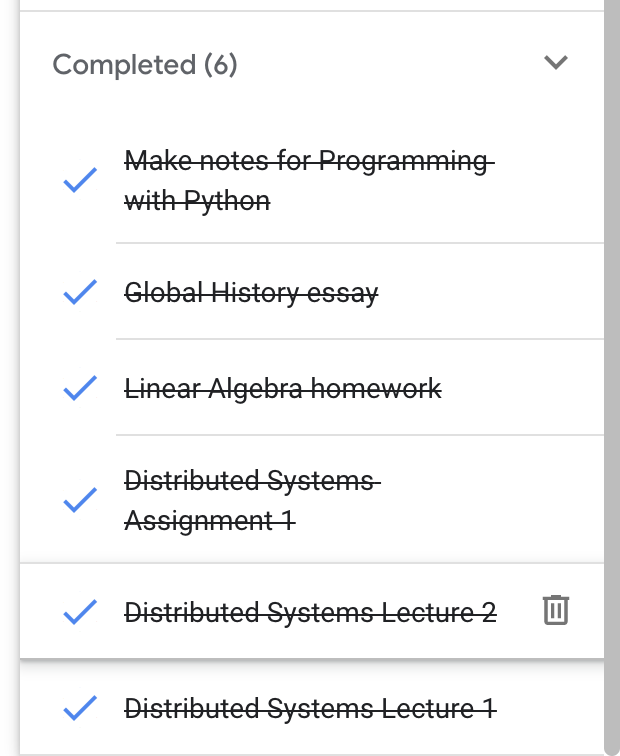 Completed (6)
Make notes for Programming
with Python
Global History essay
Linear Algebra homework
Distributed Systems
Assignment 1
Distributed Systems Lecture 2
Distributed Systems Lecture 1